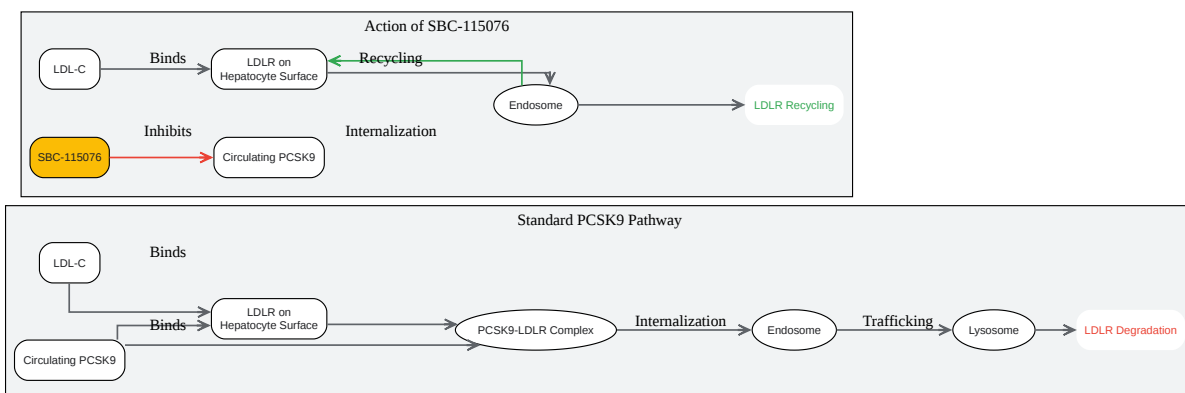 Action of SBC-115076
LDL-C
Binds
LDLR on
Hepatocyte Surface
Recycling
Endosome
LDLR Recycling
SBC-115076
Inhibits
Circulating PCSK9
Internalization
Standard PCSK9 Pathway
LDL-C
Binds
Binds
LDLR on
Hepatocyte Surface
Circulating PCSK9
PCSK9-LDLR Complex
Internalization
Endosome
Trafficking
Lysosome
LDLR Degradation